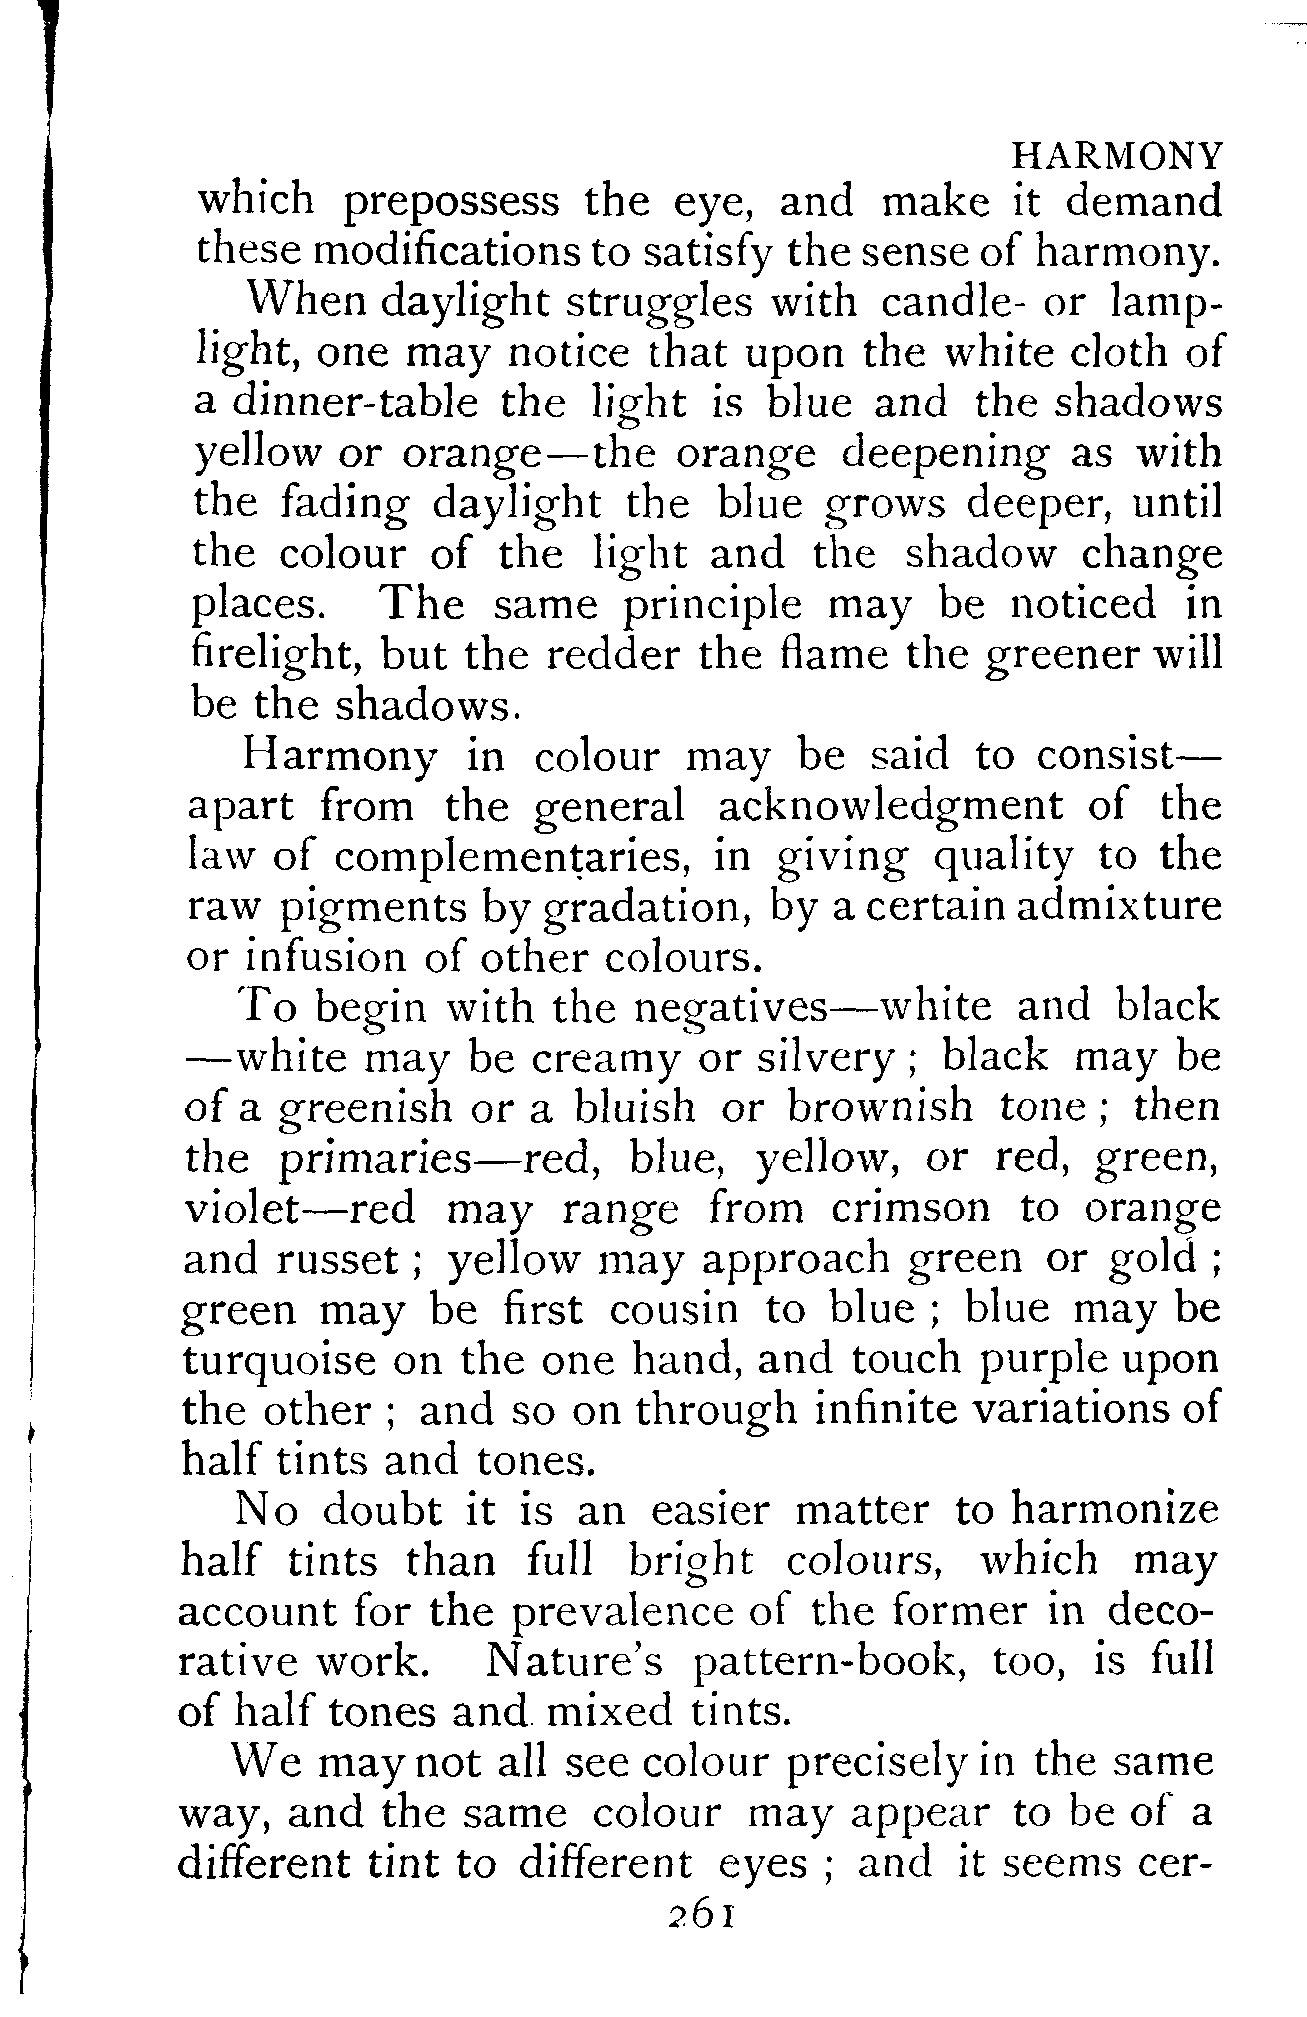 HARMONY
which prepossess the eye, and make it demand
these modifications to satisfy the sense of harmony.
When daylight struggles with candle- or lamp-
light, one may notice that upon the white cloth of
a dinner-table the light is blue and the shadows
yellow or orange—the orange deepening as with
the fading daylight the blue grows deeper, until
the colour of the light and the shadow change
places. The same principle may be noticed in
firelight, but the redder the flame the greener will
be the shadows.
Harmony in colour may be said to consist—
apart from the general acknowledgment of the
law of complementaries, in giving quality to the
raw pigments by gradation, by a certain admixture
or infusion of other colours.
To begin with the negatives—white and black
—white may be creamy or silvery ; black may be
of a greenish or a bluish or brownish tone ; then
the primaries—red, blue, yellow, or red, green,
violet—red may range from crimson to orange
and russet ; yellow may approach green or gold ;
green may be first cousin to blue ; blue may be
turquoise on the one hand, and touch purple upon
the other ; and so on through infinite variations of
half tints and tones.
No doubt it is an easier matter to harmonize
half tints than full bright colours, which may
account for the prevalence of the former in deco-
rative work. Nature's pattern-book, too, is full
of half tones and mixed tints.
We may not all see colour precisely in the same
way, and the same colour may appear to be of a
different tint to different eyes ; and it seems cer-
261